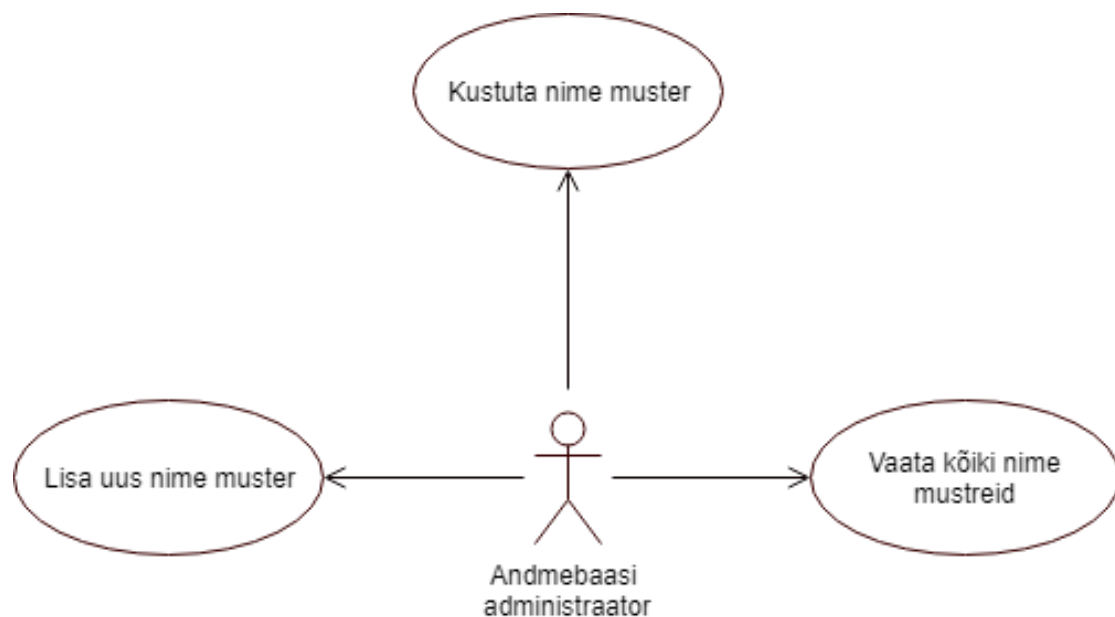 Kustuta nime muster
Lisa uus nime muster
Vaata kõiki nime
mustreid
Andmebaasi
administraator